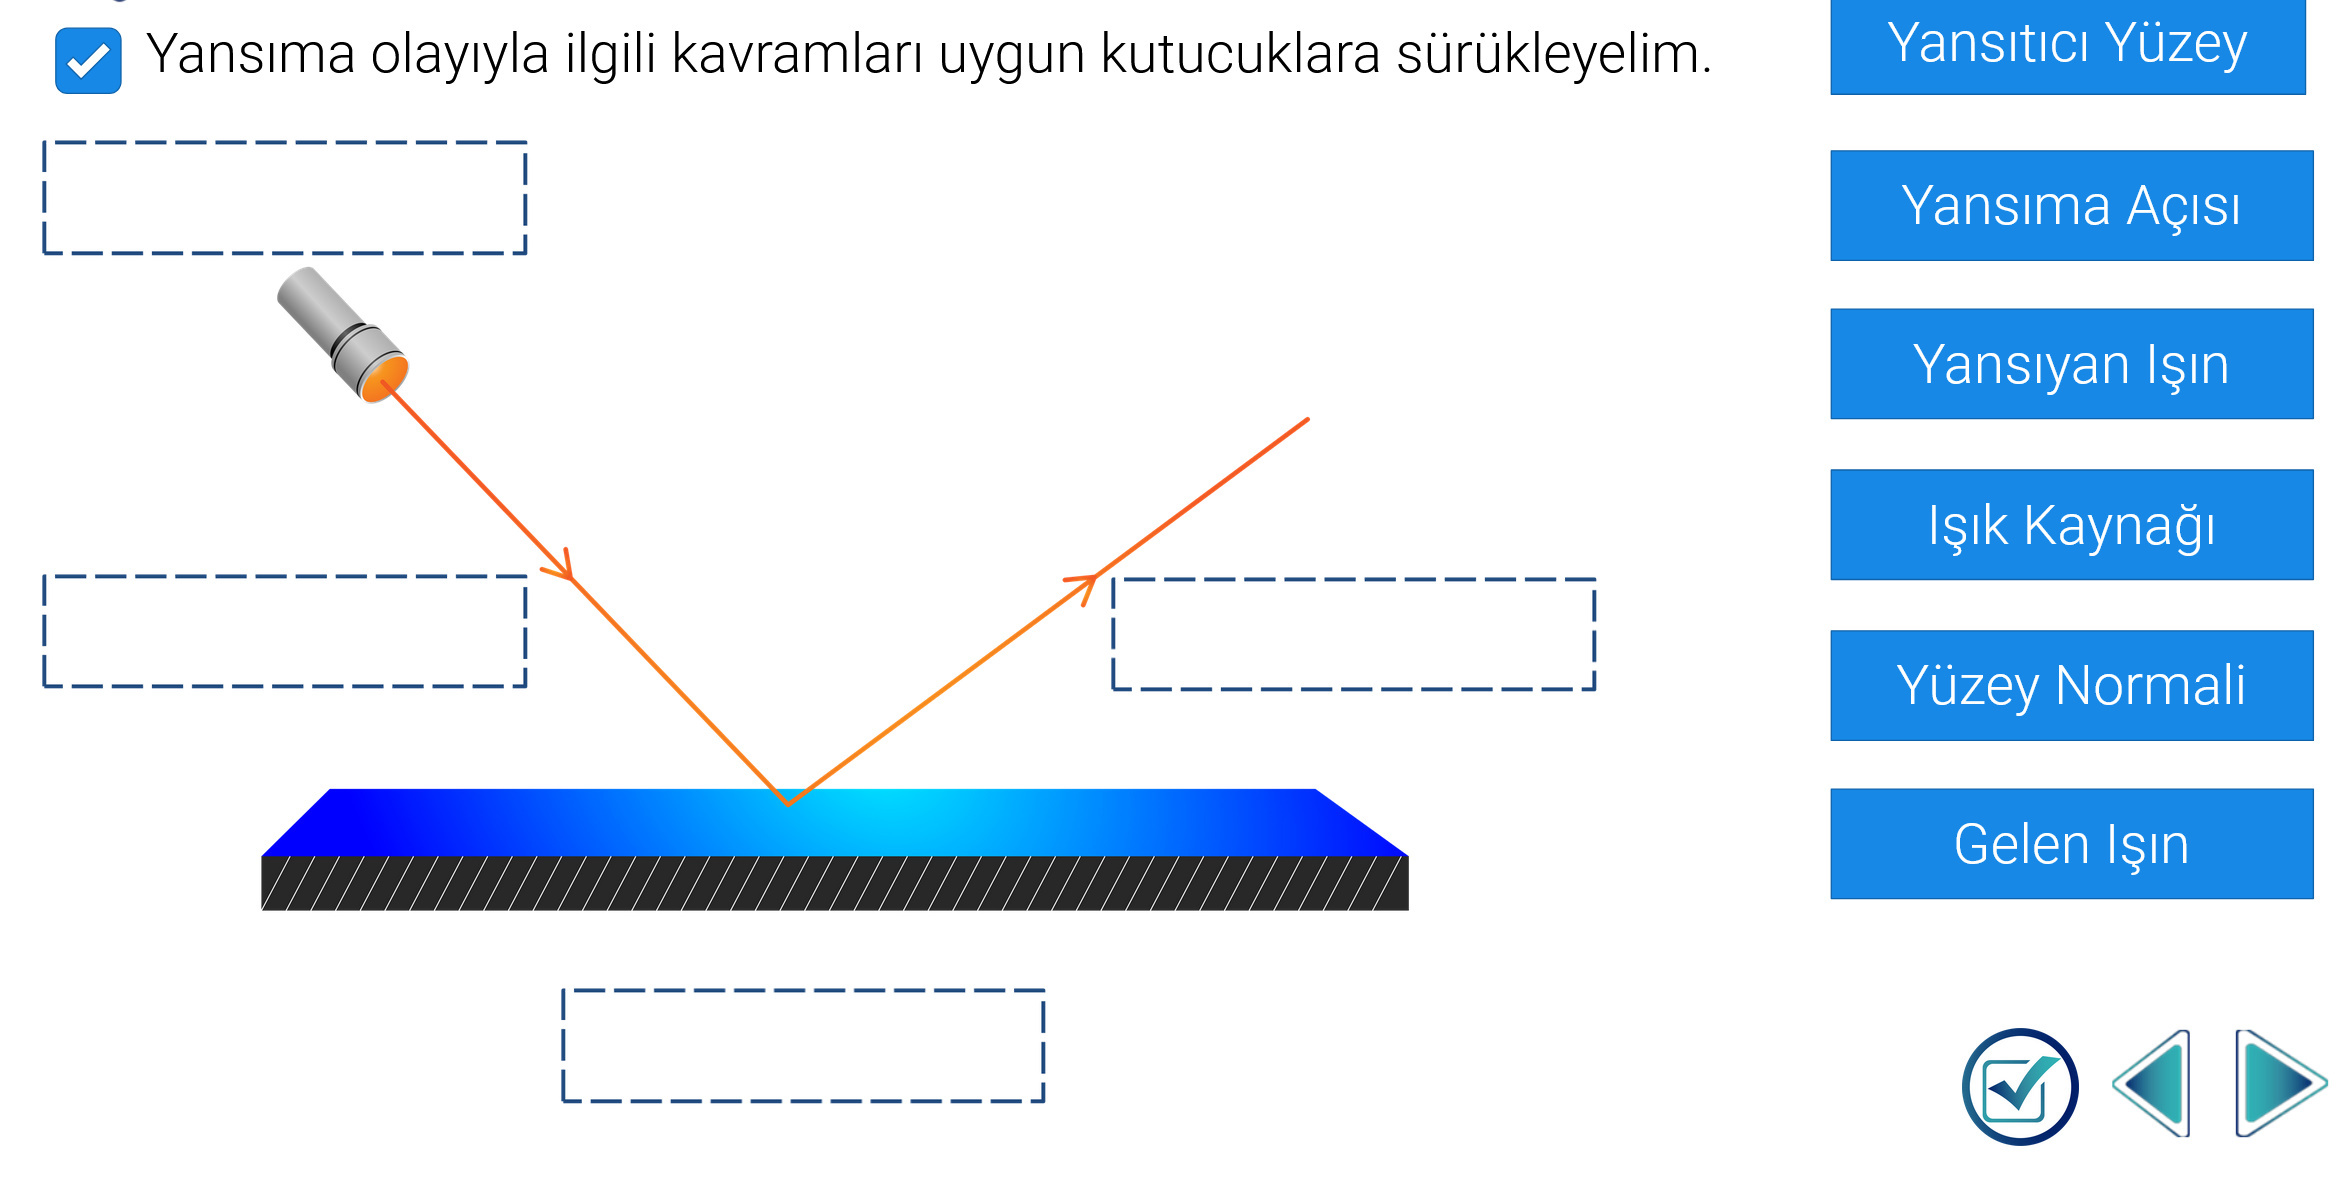 Yansıma olayıyla ilgili kavramları uygun kutucuklara sürükleyelim.
Yansıtıcı Yüzey
Yansıma Açısı
Yansıyan Işın
Işık Kaynağı
Yüzey Normali
Gelen Işın